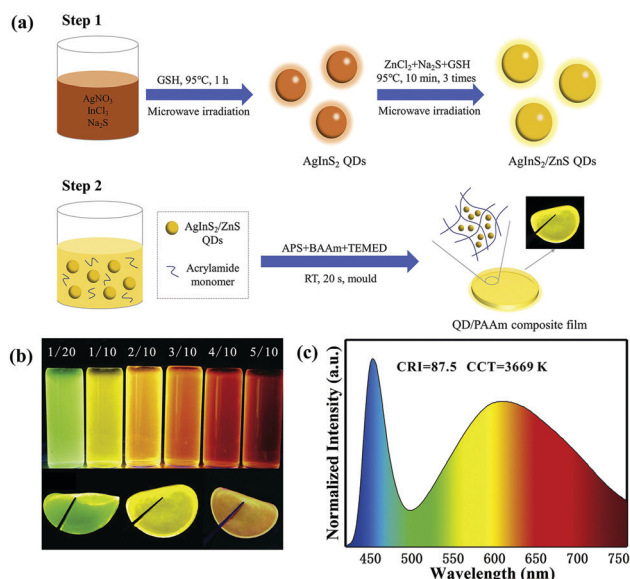 (a)
Step 1
AgNO₃
InCl₃
Na₂S
GSH, 95°C, 1 h
Microwave irradiation
AgInS₂ QDs
ZnCl₂+Na₂S+GSH
95°C, 10 min, 3 times
Microwave irradiation
AgInS₂/ZnS QDs
Step 2
AgInS₂/ZnS
QDs
Acrylamide
monomer
APS+BAAm+TEMED
RT, 20 s, mould
QD/PAAm composite film
(b)
1/20 1/10 2/10 3/10 4/10 5/10
(c)
CRI=87.5 CCT=3669 K
Normalized Intensity (a.u.)
450 500 550 600 650 700 750
Wavelength (nm)